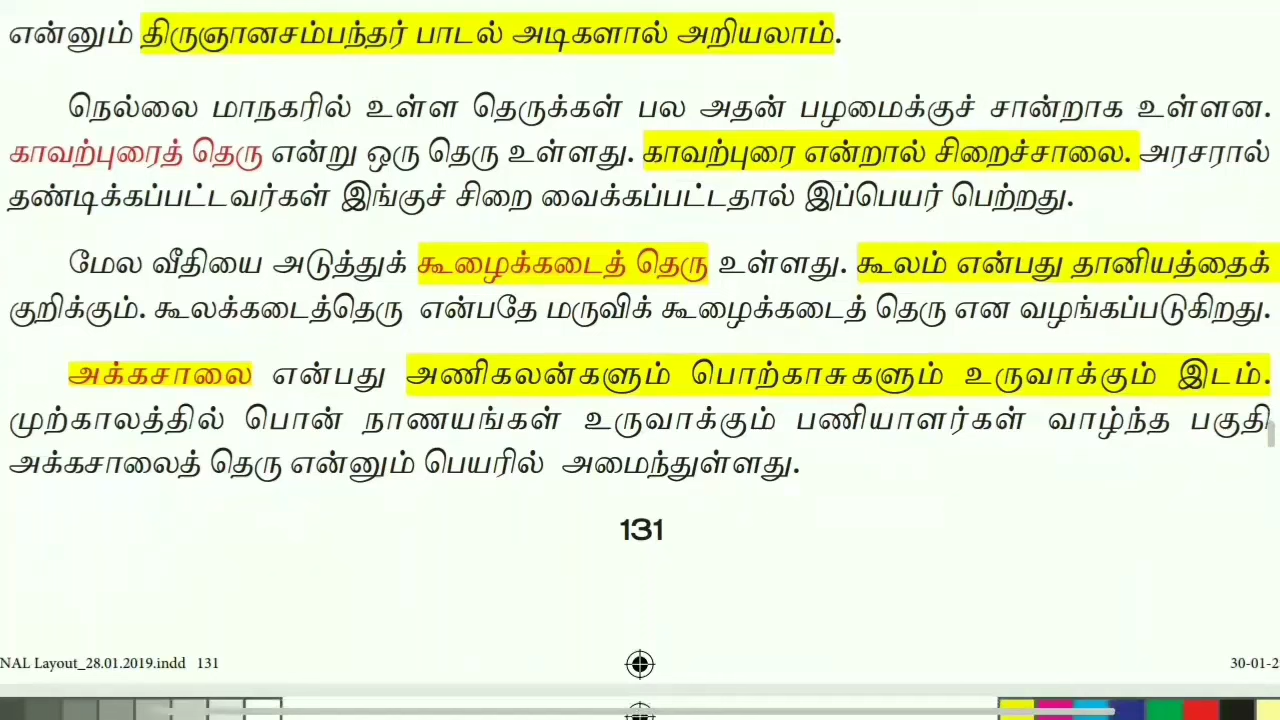 என்னும் திருஞானசம்பந்தர் பாடல் அடிகளால் அறியலாம்.
நெல்லை மாநகரில் உள்ள தெருக்கள் பல அதன் பழமைக்குச் சான்றாக உள்ளன.
காவற்புரைத் தெரு என்று ஒரு தெரு உள்ளது. காவற்புரை என்றால் சிறைச்சாலை. அரசரால்
தண்டிக்கப்பட்டவர்கள் இங்குச் சிறை வைக்கப்பட்டதால் இப்பெயர் பெற்றது.
மேல வீதியை அடுத்துக் கூழைக்கடைத் தெரு உள்ளது. கூலம் என்பது தானியத்தைக்
குறிக்கும். கூலக்கடைத்தெரு என்பதே மருவிக் கூழைக்கடைத் தெரு என வழங்கப்படுகிறது.
அக்கசாலை என்பது அணிகலன்களும் பொற்காசுகளும் உருவாக்கும் இடம்.
முற்காலத்தில் பொன் நாணயங்கள் உருவாக்கும் பணியாளர்கள் வாழ்ந்த பகுதி
அக்கசாலைத் தெரு என்னும் பெயரில் அமைந்துள்ளது.
131
NAL Layout_28.01.2019.indd 131
30-01-2